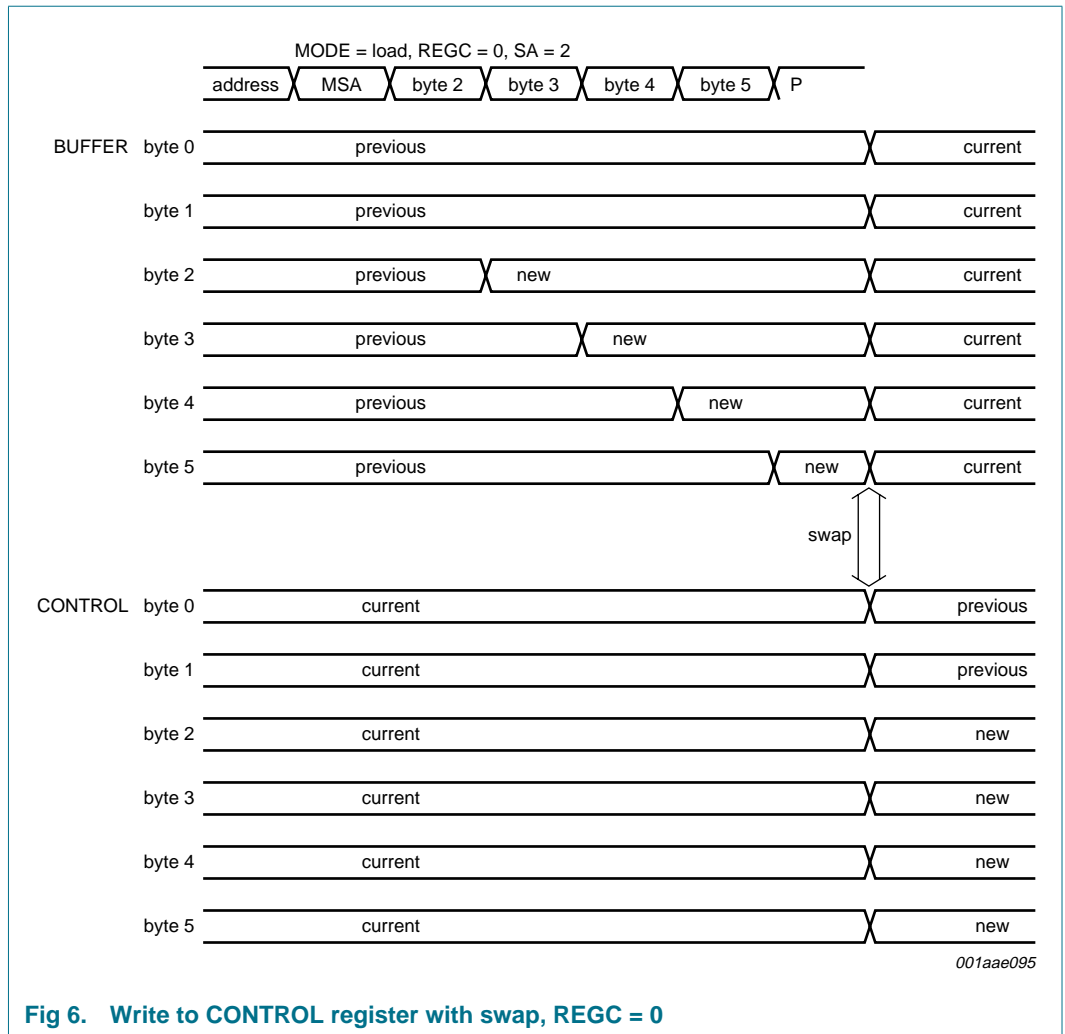 MODE = load, REGC = 0, SA = 2
address MSA byte 2 byte 3 byte 4 byte 5 P
BUFFER byte 0 previous current
byte 1 previous current
byte 2 previous new current
byte 3 previous new current
byte 4 previous new current
byte 5 previous new current
swap
CONTROL byte 0 current previous
byte 1 current previous
byte 2 current new
byte 3 current new
byte 4 current new
byte 5 current new
001aae095
Fig 6. Write to CONTROL register with swap, REGC = 0